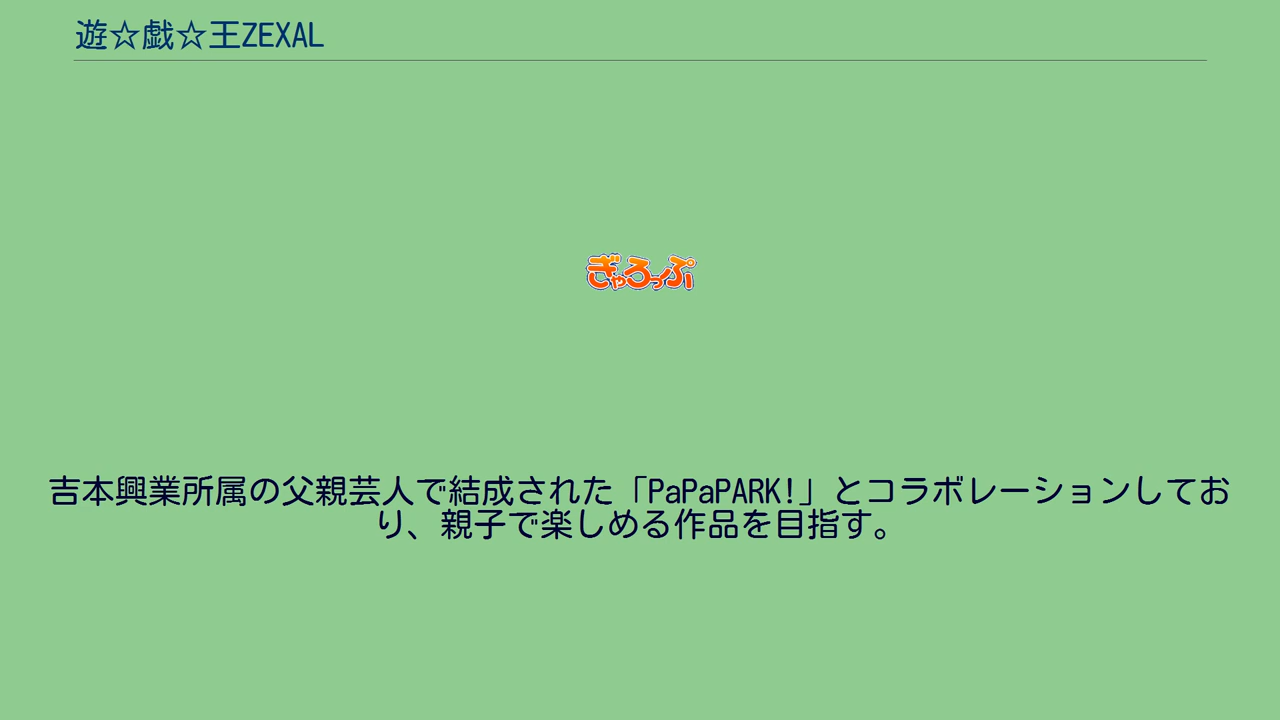 遊☆戯☆王ZEXAL
ぎゃろっぷ
吉本興業所属の父親芸人で結成された「PaPaPARK!」とコラボレーションしてお
り、親子で楽しめる作品を目指す。